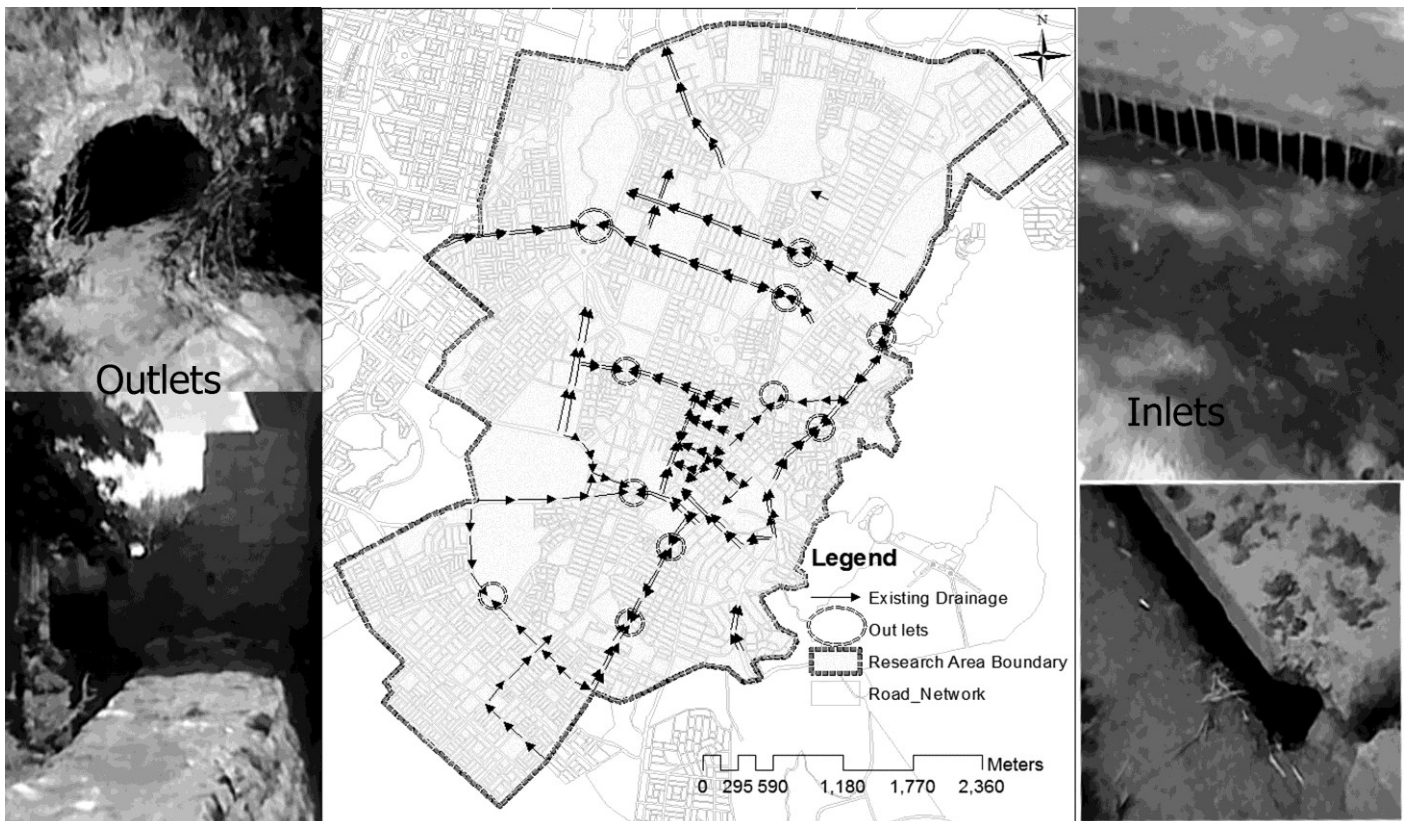 N
Outlets
Inlets
Legend
Existing Drainage
Out lets
Research Area Boundary
Road_Network
Meters
0 295 590 1,180 1,770 2,360